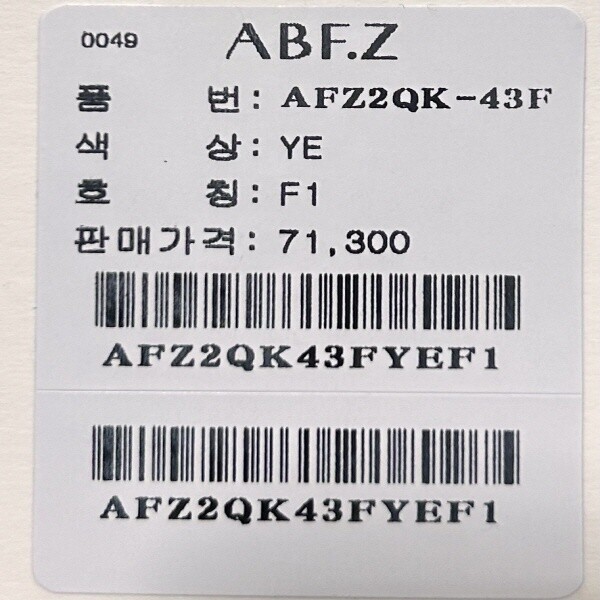 0049 ABF.Z
품 번: AFZ2QK-43F
색 상: YE
호 칭: F1
판매가격: 71,300
AFZ2QK43FYEF1
AFZ2QK43FYEF1